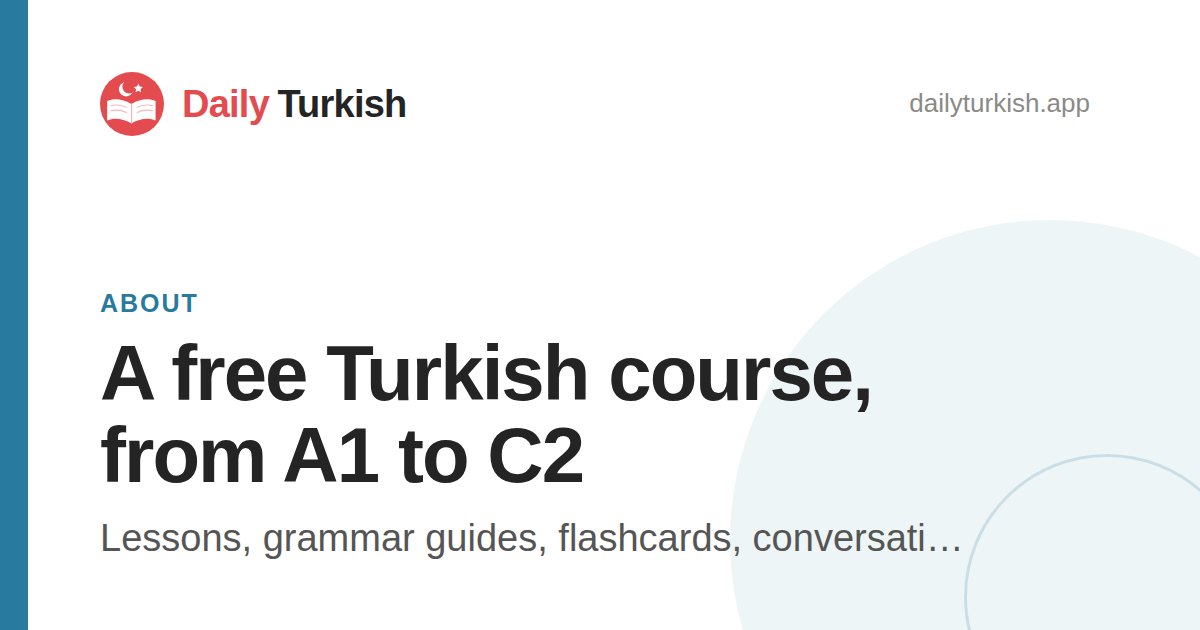 Daily Turkish
dailyturkish.app
ABOUT
A free Turkish course,
from A1 to C2
Lessons, grammar guides, flashcards, conversati…